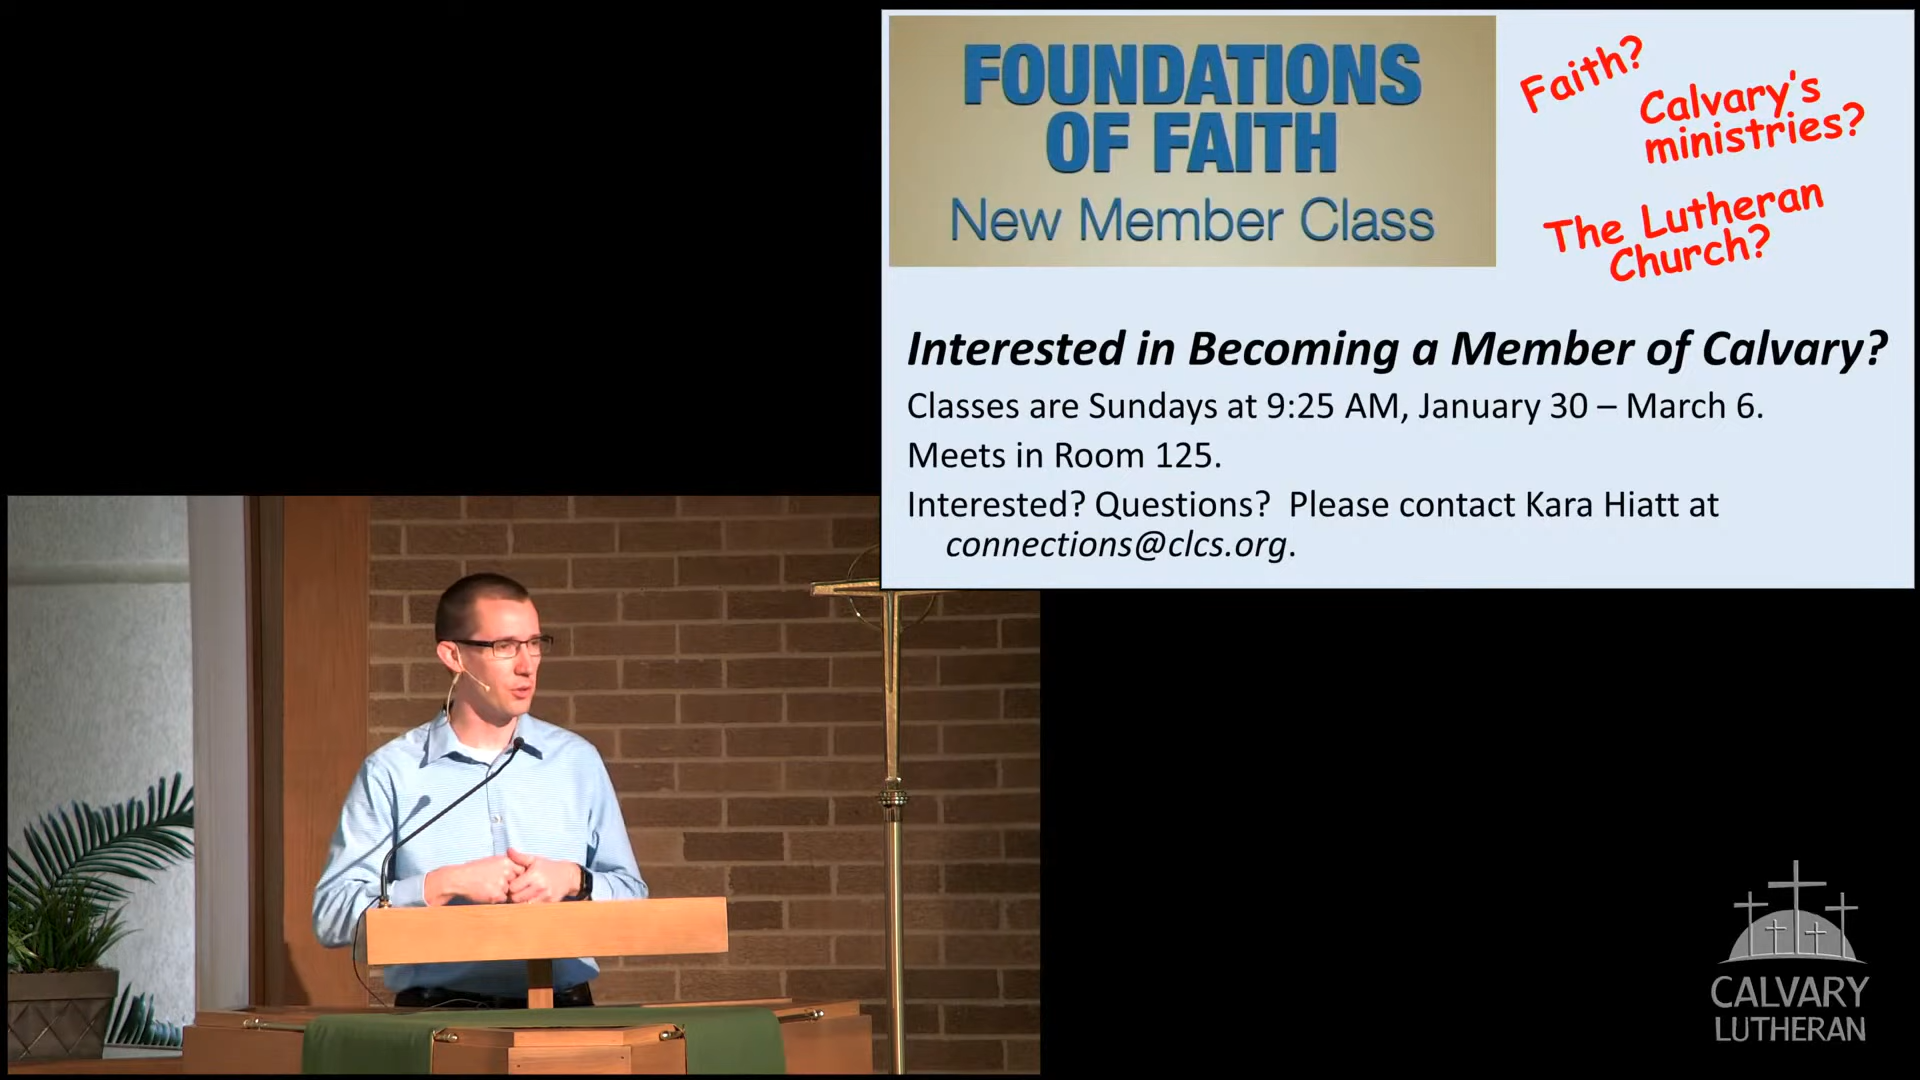 FOUNDATIONS
OF FAITH
New Member Class
Faith?
Calvary's
ministries?
The Lutheran
Church?
Interested in Becoming a Member of Calvary?
Classes are Sundays at 9:25 AM, January 30 – March 6.
Meets in Room 125.
Interested? Questions?  Please contact Kara Hiatt at
connections@clcs.org.
CALVARY
LUTHERAN